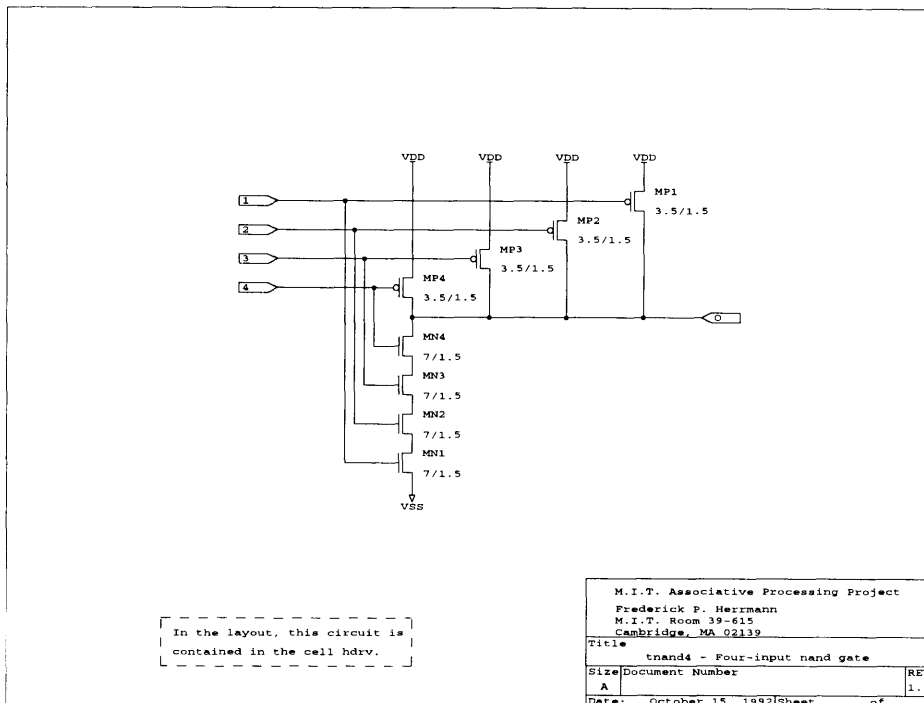 VDD VDD VDD VDD
1
MP1
3.5/1.5
2
MP2
3.5/1.5
3
MP3
3.5/1.5
4
MP4
3.5/1.5
O
MN4
7/1.5
MN3
7/1.5
MN2
7/1.5
MN1
7/1.5
VSS
In the layout, this circuit is
contained in the cell hdrv.
M.I.T. Associative Processing Project
Frederick P. Herrmann
M.I.T. Room 39-615
Cambridge, MA 02139
Title
tnand4 - Four-input nand gate
Size Document Number
A 1.
Date: October 15, 1992 Sheet of